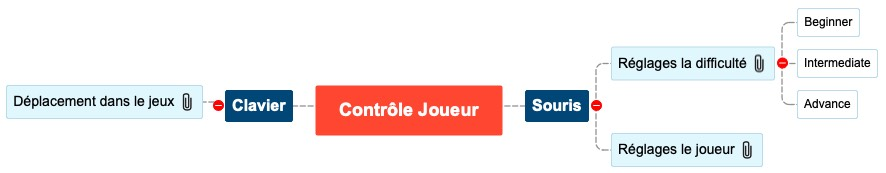 Beginner
Réglages la difficulté
Intermediate
Déplacement dans le jeux
Clavier
Contrôle Joueur
Souris
Advance
Réglages le joueur